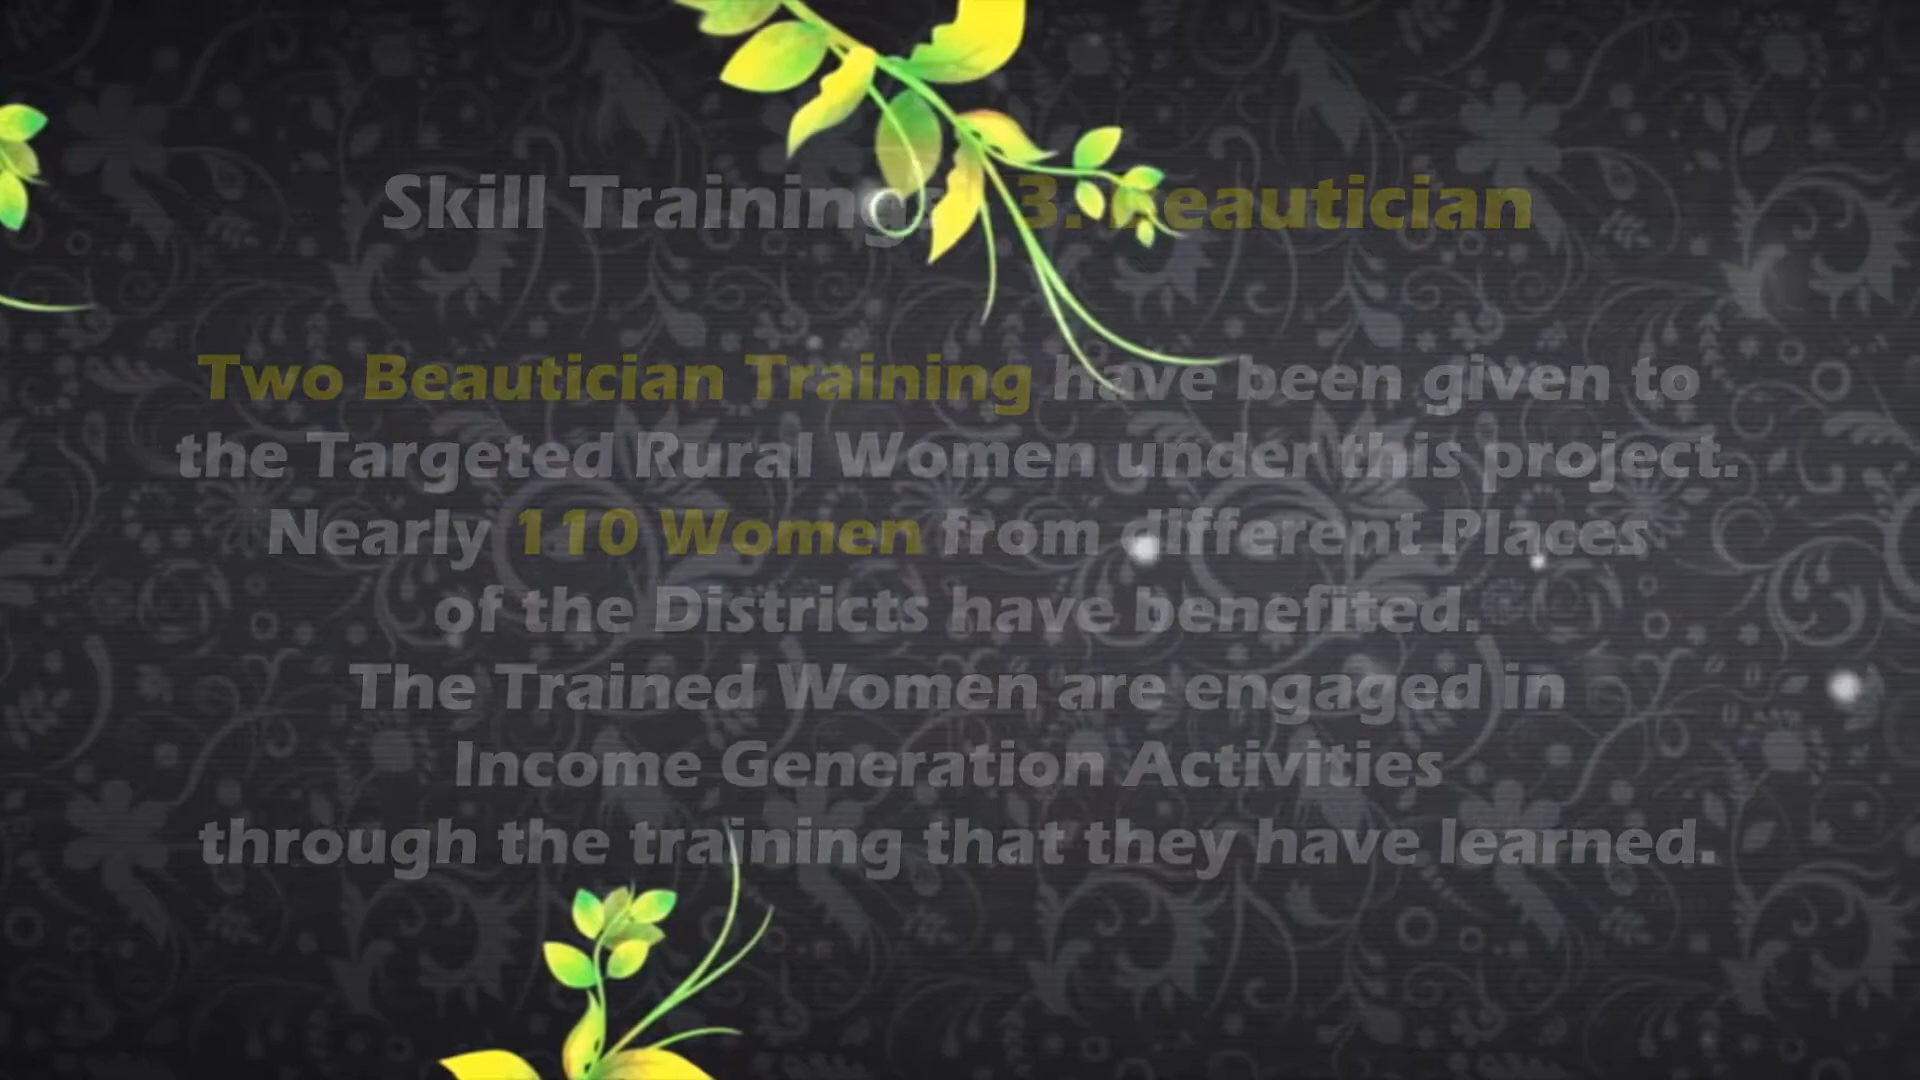 Skill Training: 3. Beautician
Two Beautician Training have been given to
the Targeted Rural Women under this project.
Nearly 110 Women from different Places
of the Districts have benefited.
The Trained Women are engaged in
Income Generation Activities
through the training that they have learned.